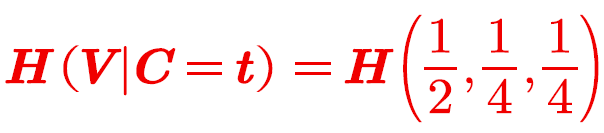 H(V|C = t) = H(1/2, 1/4, 1/4)